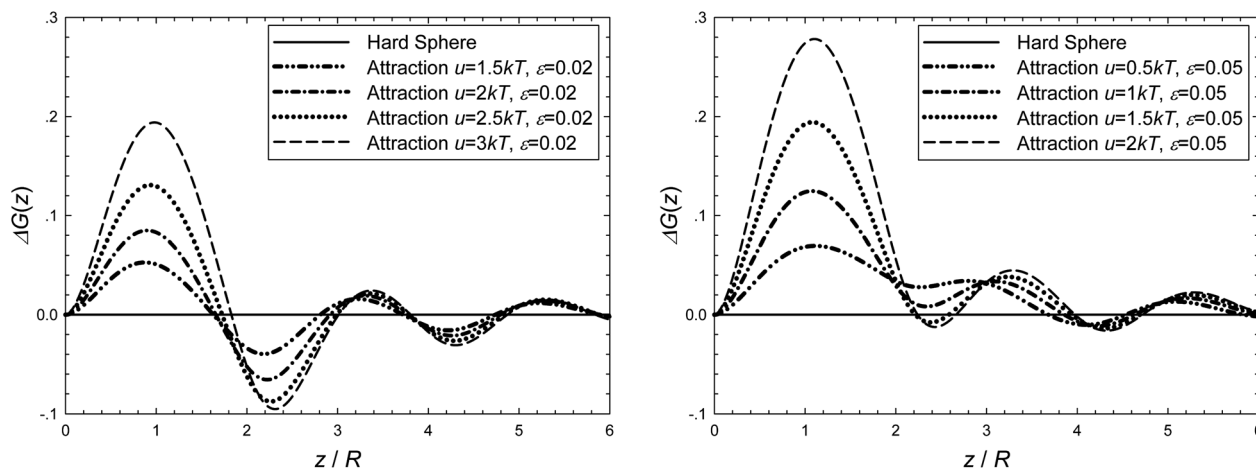 .3
.2
.1
0.0
-.1
ΔG(z)
Hard Sphere
Attraction u=1.5kT, ε=0.02
Attraction u=2kT, ε=0.02
Attraction u=2.5kT, ε=0.02
Attraction u=3kT, ε=0.02
0 1 2 3 4 5 6
z / R
.3
.2
.1
0.0
-.1
ΔG(z)
Hard Sphere
Attraction u=0.5kT, ε=0.05
Attraction u=1kT, ε=0.05
Attraction u=1.5kT, ε=0.05
Attraction u=2kT, ε=0.05
0 1 2 3 4 5 6
z / R